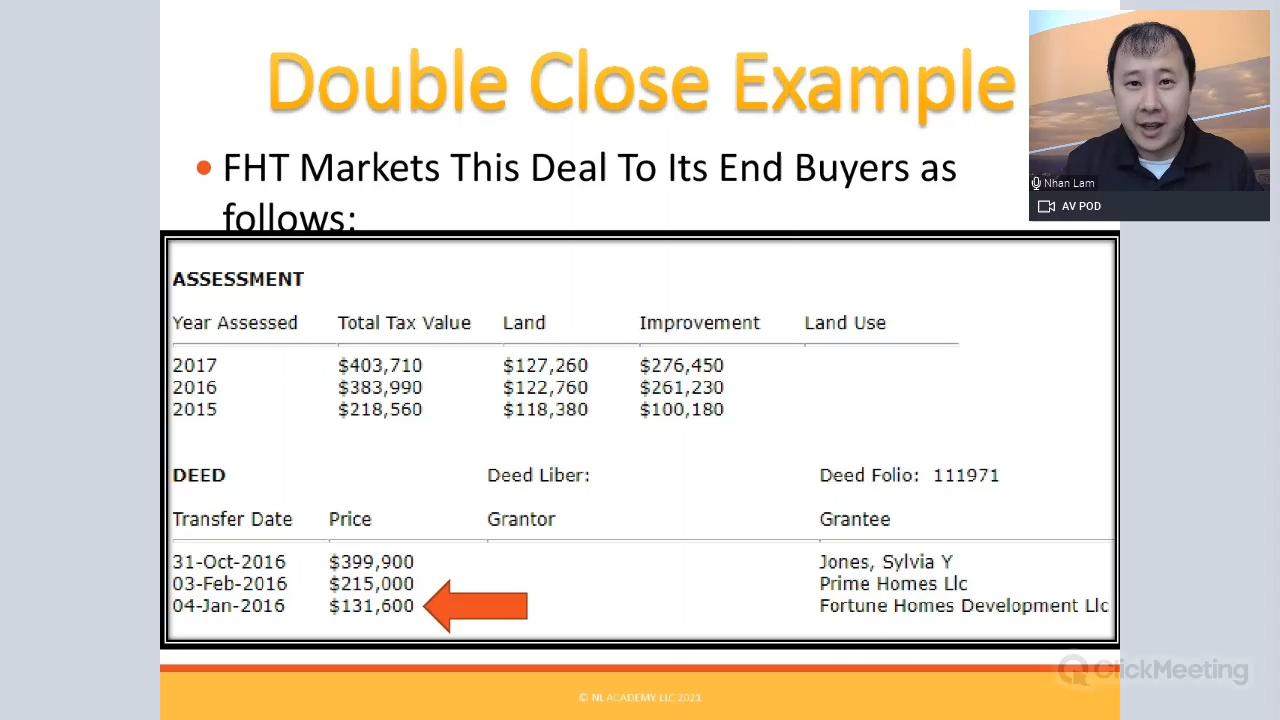 Double Close Example
• FHT Markets This Deal To Its End Buyers as
follows:
Nhan Lam
AV POD
ASSESSMENT
Year Assessed Total Tax Value Land Improvement Land Use
2017 $403,710 $127,260 $276,450
2016 $383,990 $122,760 $261,230
2015 $218,560 $118,380 $100,180
DEED Deed Liber: Deed Folio: 111971
Transfer Date Price Grantor Grantee
31-Oct-2016 $399,900 Jones, Sylvia Y
03-Feb-2016 $215,000 Prime Homes Llc
04-Jan-2016 $131,600 Fortune Homes Development Llc
ClickMeeting
© NL ACADEMY LLC 2021